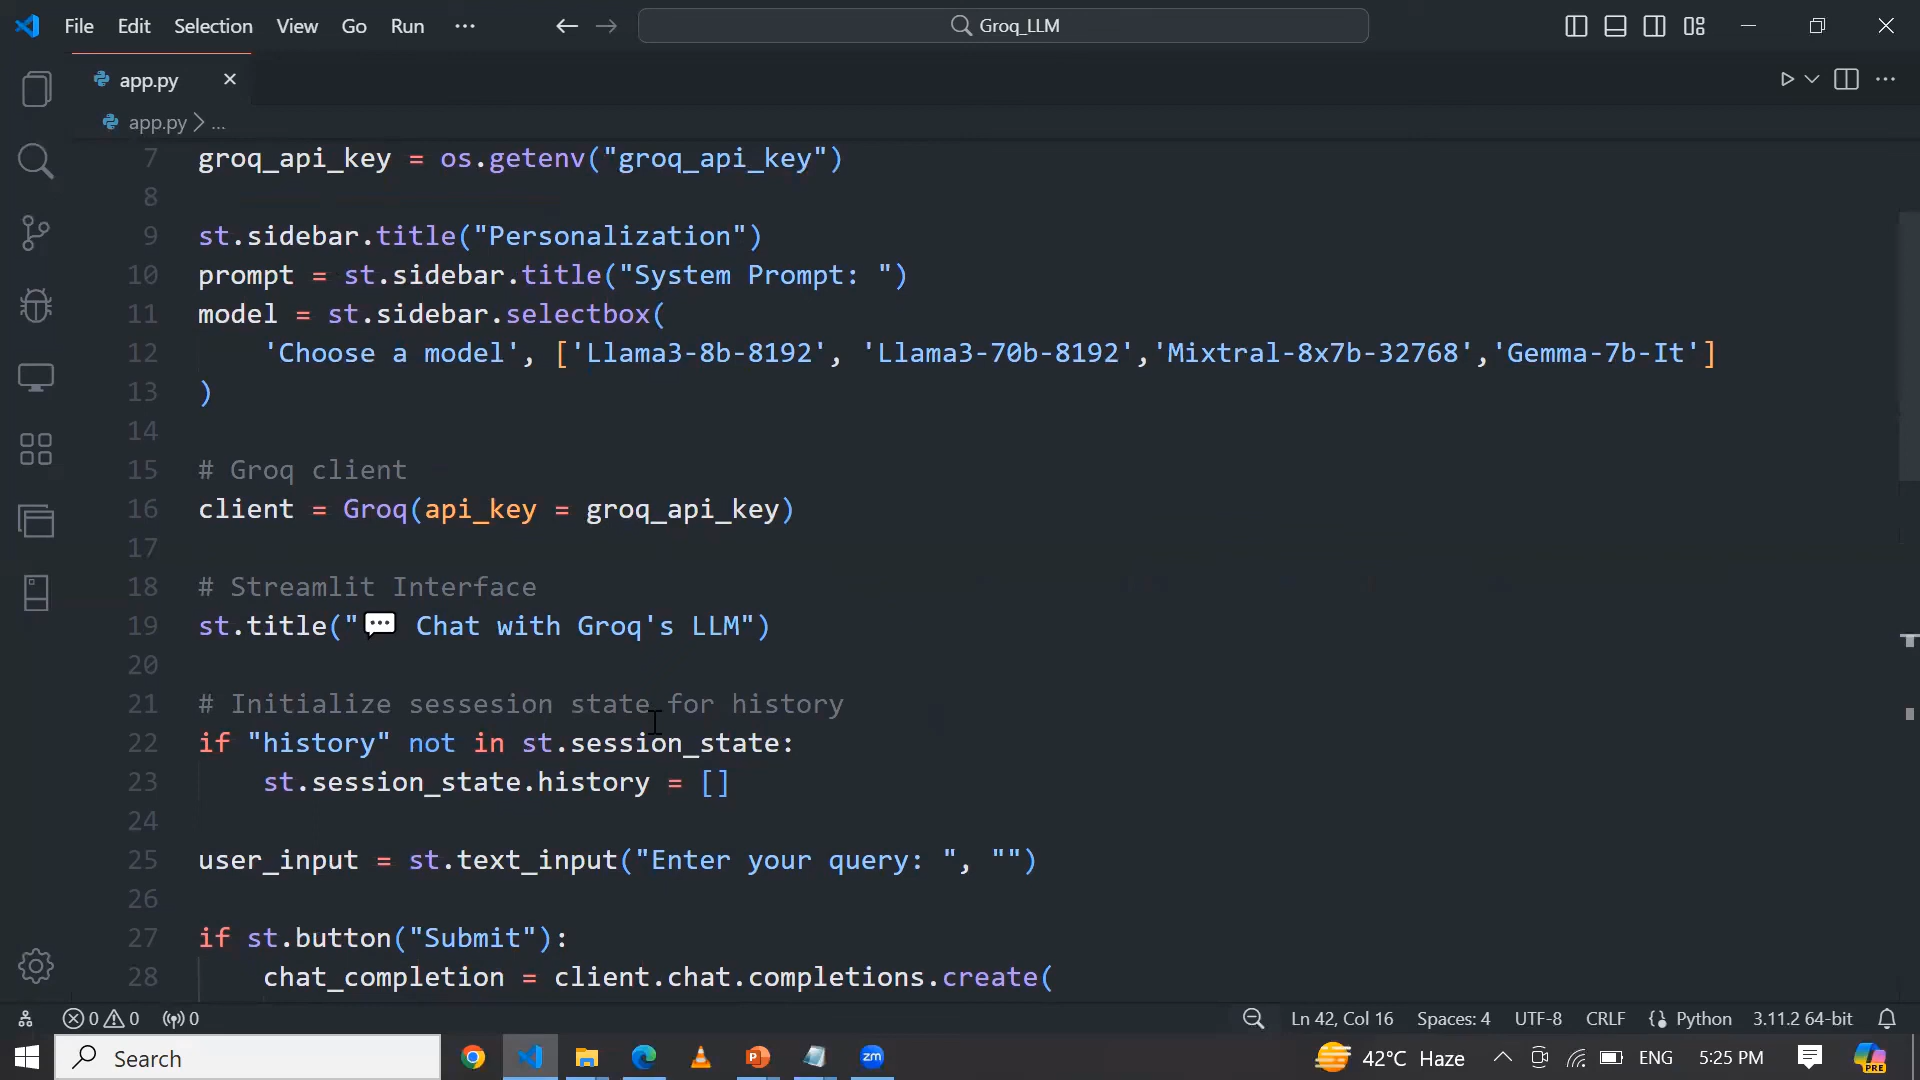 File Edit Selection View Go Run ··· Groq_LLM
app.py
app.py > ...
7 groq_api_key = os.getenv("groq_api_key")
8
9 st.sidebar.title("Personalization")
10 prompt = st.sidebar.title("System Prompt: ")
11 model = st.sidebar.selectbox(
12 'Choose a model', ['Llama3-8b-8192', 'Llama3-70b-8192','Mixtral-8x7b-32768','Gemma-7b-It']
13 )
14
15 # Groq client
16 client = Groq(api_key = groq_api_key)
17
18 # Streamlit Interface
19 st.title("💬 Chat with Groq's LLM")
20
21 # Initialize sessesion state for history
22 if "history" not in st.session_state:
23 st.session_state.history = []
24
25 user_input = st.text_input("Enter your query: ", "")
26
27 if st.button("Submit"):
28 chat_completion = client.chat.completions.create(
0 0 0 Ln 42, Col 16 Spaces: 4 UTF-8 CRLF Python 3.11.2 64-bit
Search zm 42°C Haze ENG 5:25 PM PRE